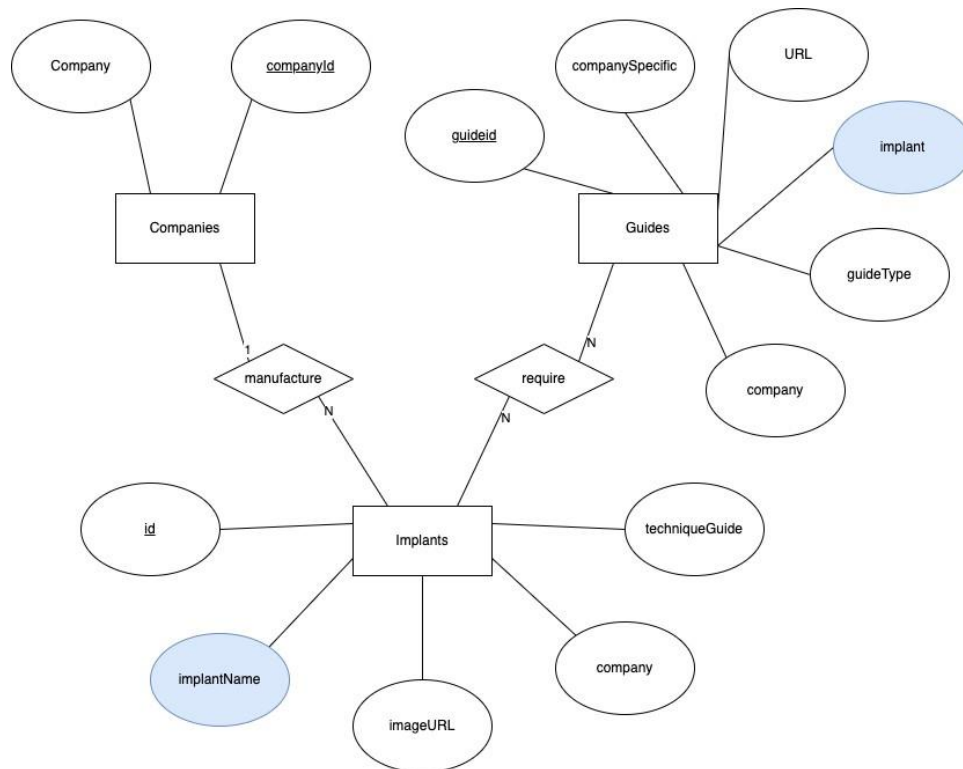 Company
companyId
companySpecific
URL
guideid
implant
Companies
Guides
guideType
1
manufacture
N
require
N
company
N
id
Implants
techniqueGuide
implantName
company
imageURL